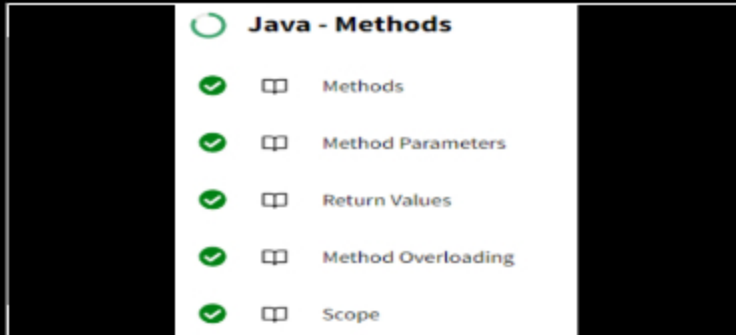 Java - Methods
Methods
Method Parameters
Return Values
Method Overloading
Scope